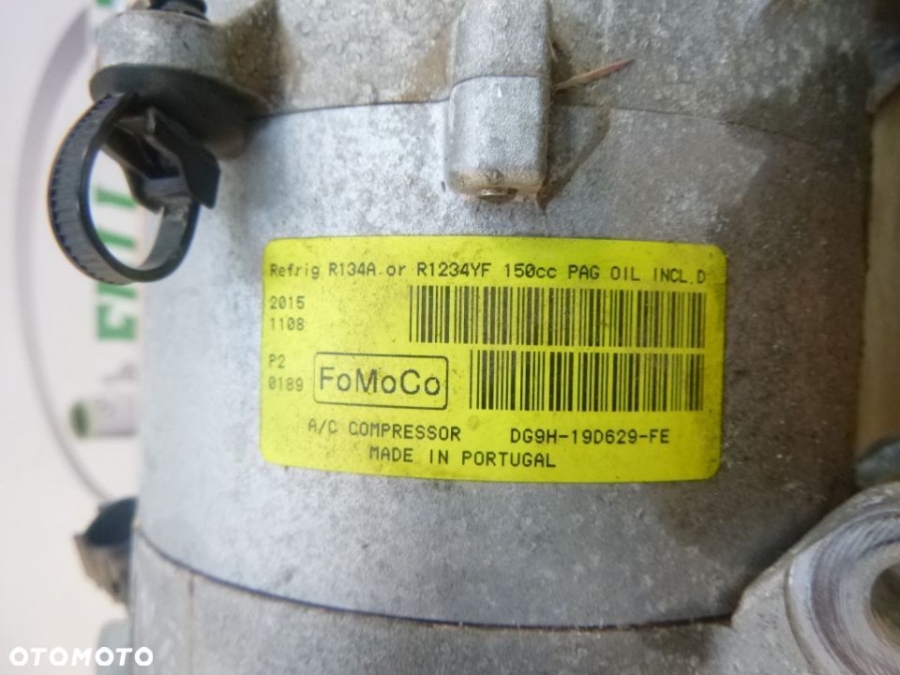 Refrig R134A.or R1234YF 150cc PAG OIL INCL.D
2015
1108
P2
0189
FoMoCo
A/C COMPRESSOR DG9H-19D629-FE
MADE IN PORTUGAL
OTOMOTO